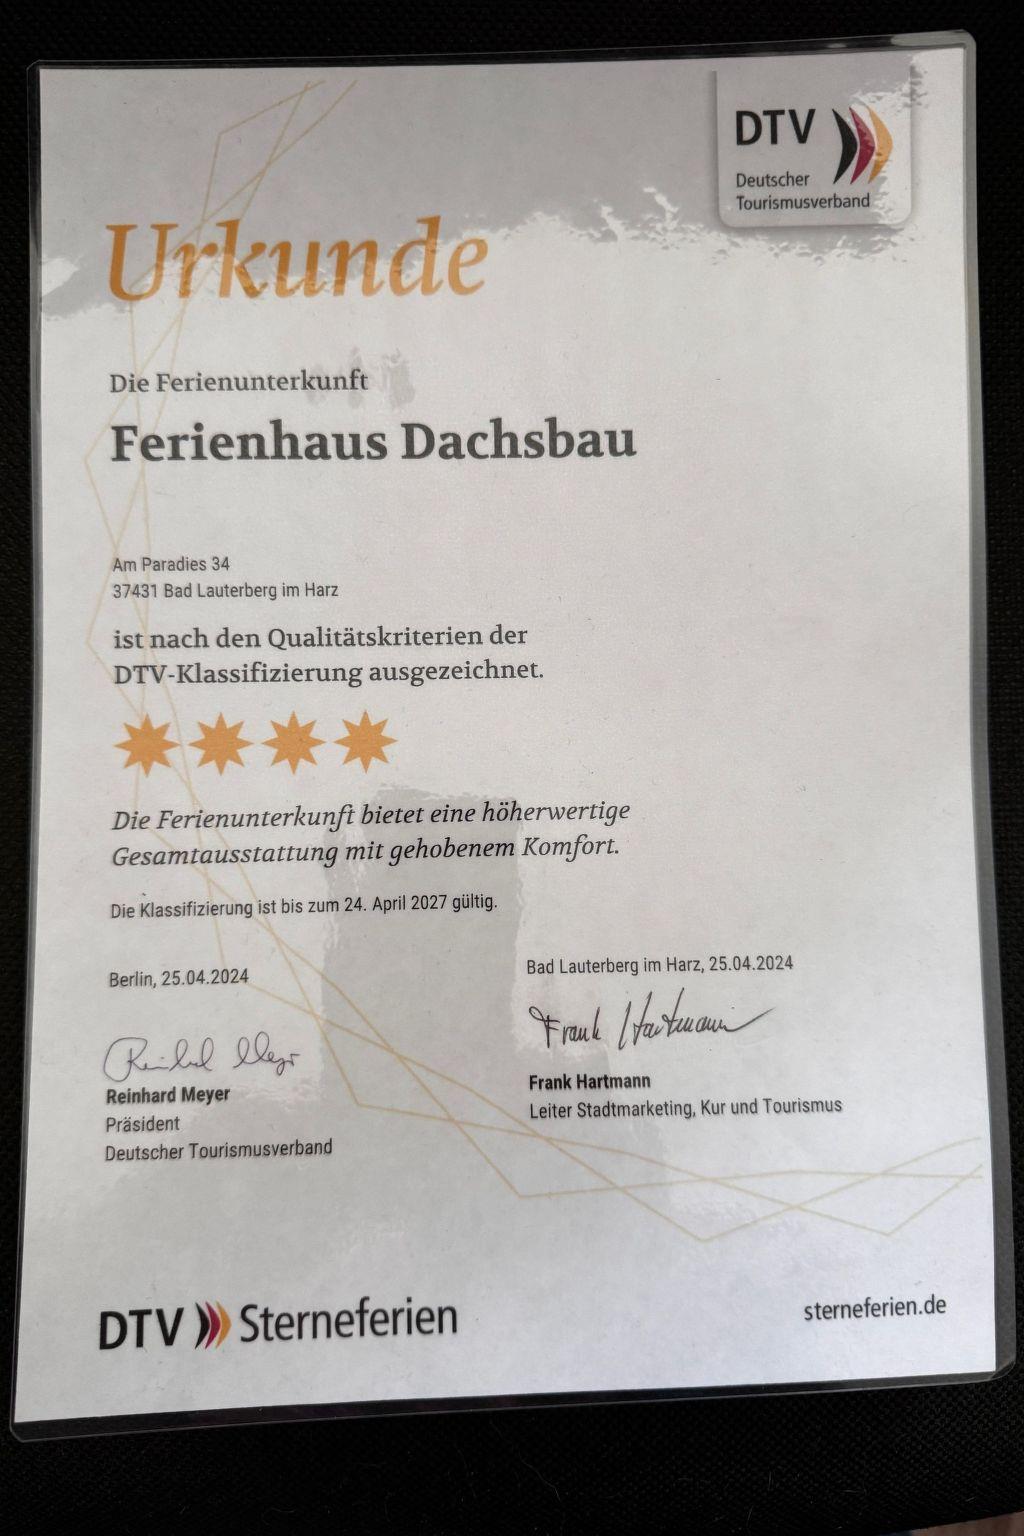 DTV
Deutscher
Tourismusverband
Urkunde
Die Ferienunterkunft
Ferienhaus Dachsbau
Am Paradies 34
37431 Bad Lauterberg im Harz
ist nach den Qualitätskriterien der
DTV-Klassifizierung ausgezeichnet.
Die Ferienunterkunft bietet eine höherwertige
Gesamtausstattung mit gehobenem Komfort.
Die Klassifizierung ist bis zum 24. April 2027 gültig.
Berlin, 25.04.2024
Reinhard Meyer
Reinhard Meyer
Präsident
Deutscher Tourismusverband
Bad Lauterberg im Harz, 25.04.2024
Frank Hartmann
Frank Hartmann
Leiter Stadtmarketing, Kur und Tourismus
DTV Sterneferien
sterneferien.de